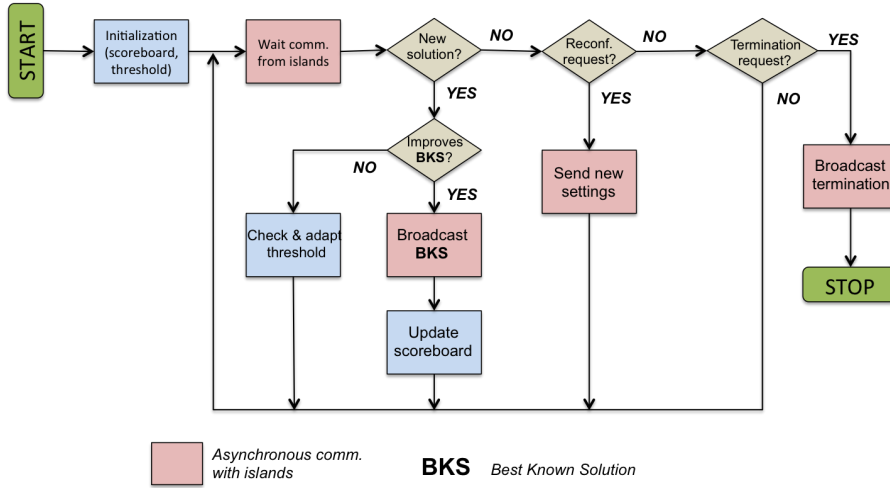 START
Initialization
(scoreboard,
threshold)
Wait comm.
from islands
New
solution?
NO
Reconf.
request?
NO
Termination
request?
YES
YES
YES
NO
Improves
BKS?
NO
YES
Send new
settings
Broadcast
termination
Check & adapt
threshold
Broadcast
BKS
STOP
Update
scoreboard
Asynchronous comm.
with islands
BKS Best Known Solution